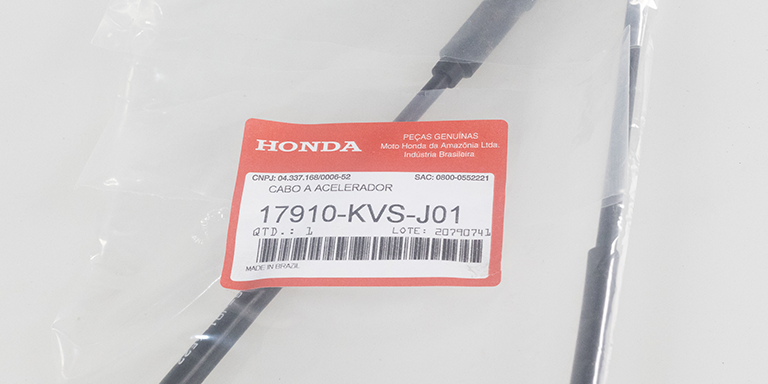 HONDA
PEÇAS GENUÍNAS
Moto Honda da Amazônia Ltda.
Indústria Brasileira
CNPJ: 04.337.168/0006-52 SAC: 0800-0552221
CABO A ACELERADOR
17910-KVS-J01
QTD.: 1 LOTE: 20790741
MADE IN BRAZIL